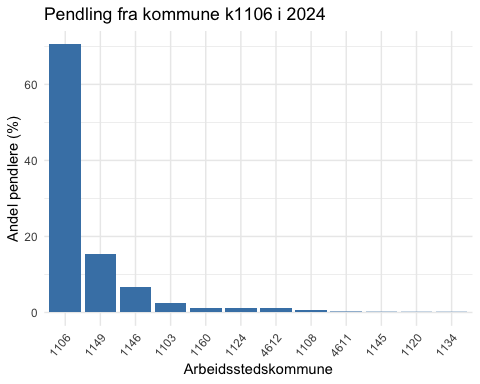 Pendling fra kommune k1106 i 2024
Andel pendlere (%)
60
40
20
0
1106 1149 1146 1103 1160 1124 4612 1108 4611 1145 1120 1134
Arbeidsstedskommune